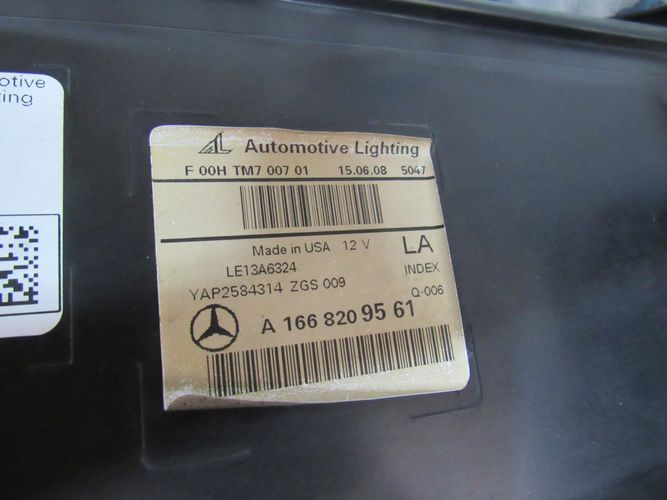 otive
ting
Automotive Lighting
F 00H TM7 007 01 15.06.08 5047
Made in USA 12 V LA
LE13A6324 INDEX
YAP2584314 ZGS 009 Q-006
A 166 820 95 61